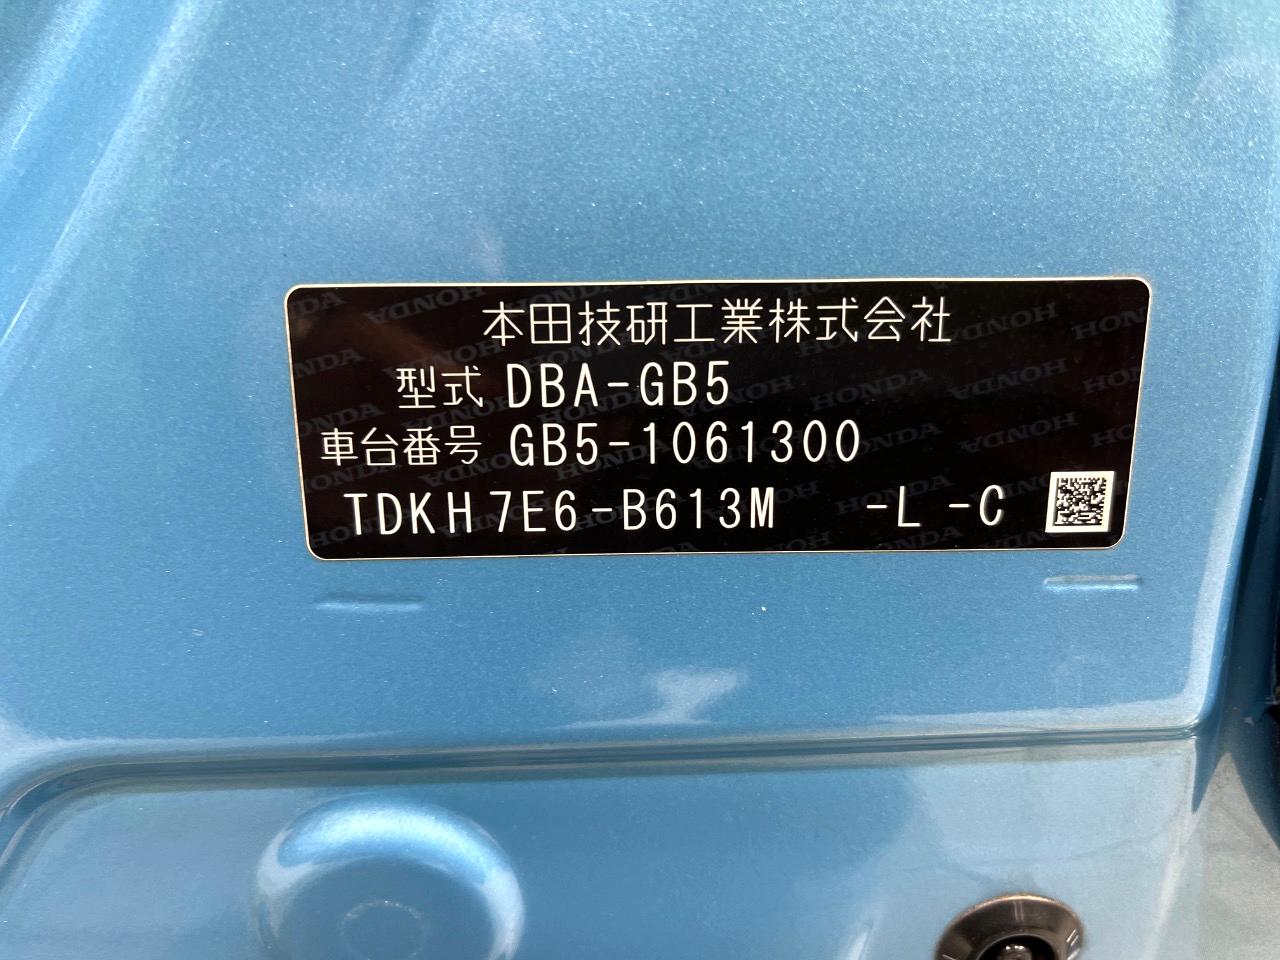 本田技研工業株式会社
型式 DBA-GB5
車台番号 GB5-1061300
TDKH7E6-B613M -L -C